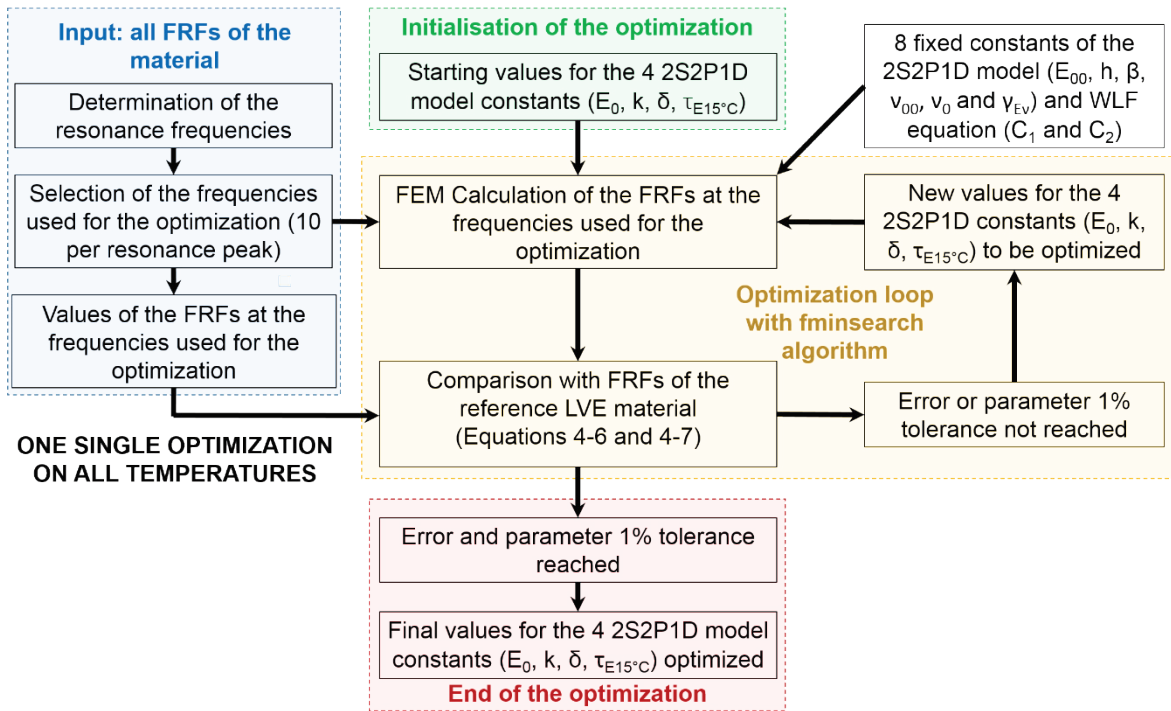 Input: all FRFs of the
material
Determination of the
resonance frequencies
Selection of the frequencies
used for the optimization (10
per resonance peak)
Values of the FRFs at the
frequencies used for the
optimization
ONE SINGLE OPTIMIZATION
ON ALL TEMPERATURES
Initialisation of the optimization
Starting values for the 4 2S2P1D
model constants (E₀, k, δ, τE15°C)
8 fixed constants of the
2S2P1D model (E₀₀, h, β,
ν₀₀, ν₀ and γEν) and WLF
equation (C₁ and C₂)
FEM Calculation of the FRFs at the
frequencies used for the
optimization
New values for the 4
2S2P1D constants (E₀, k,
δ, τE15°C) to be optimized
Optimization loop
with fminsearch
algorithm
Comparison with FRFs of the
reference LVE material
(Equations 4-6 and 4-7)
Error or parameter 1%
tolerance not reached
Error and parameter 1% tolerance
reached
Final values for the 4 2S2P1D model
constants (E₀, k, δ, τE15°C) optimized
End of the optimization